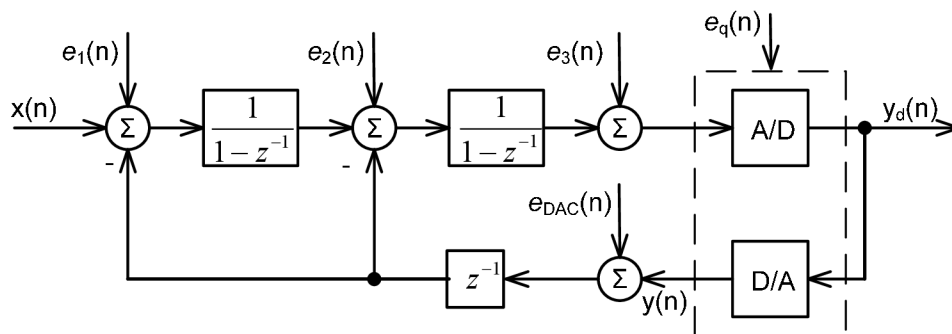 e1(n)
e2(n)
e3(n)
eq(n)
x(n)
Σ
1
1 − z⁻¹
Σ
1
1 − z⁻¹
Σ
A/D
yd(n)
-
-
eDAC(n)
z⁻¹
Σ
y(n)
D/A